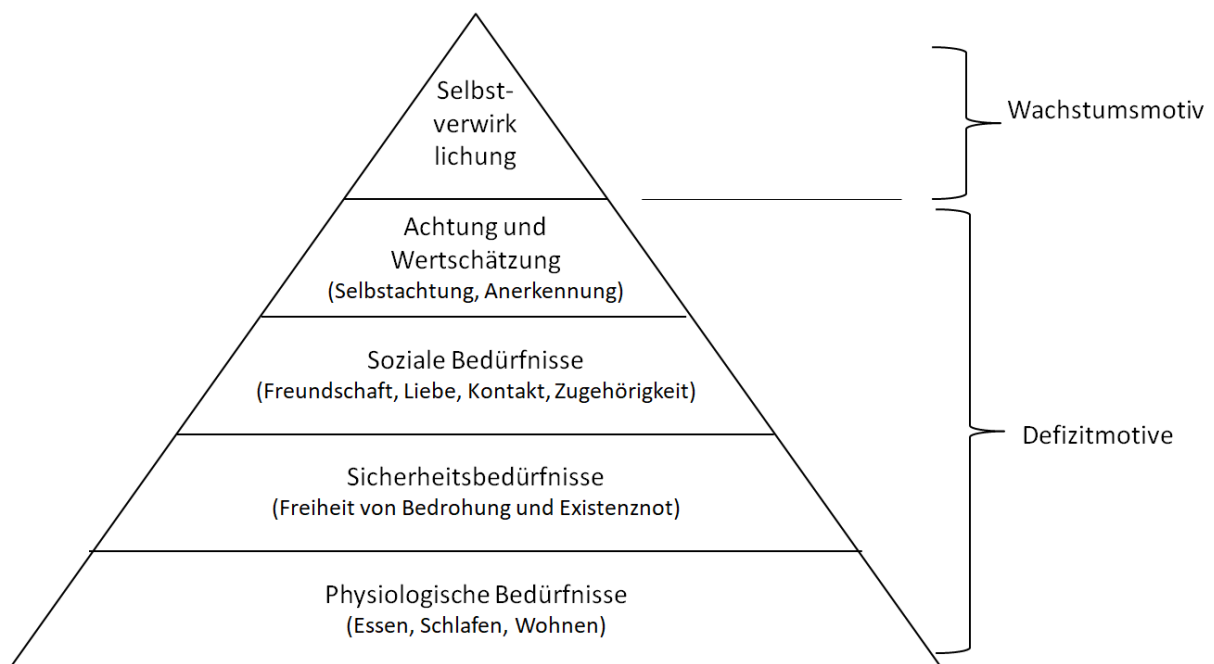 Selbst-
verwirk
lichung
Wachstumsmotiv
Achtung und
Wertschätzung
(Selbstachtung, Anerkennung)
Soziale Bedürfnisse
(Freundschaft, Liebe, Kontakt, Zugehörigkeit)
Defizitmotive
Sicherheitsbedürfnisse
(Freiheit von Bedrohung und Existenznot)
Physiologische Bedürfnisse
(Essen, Schlafen, Wohnen)